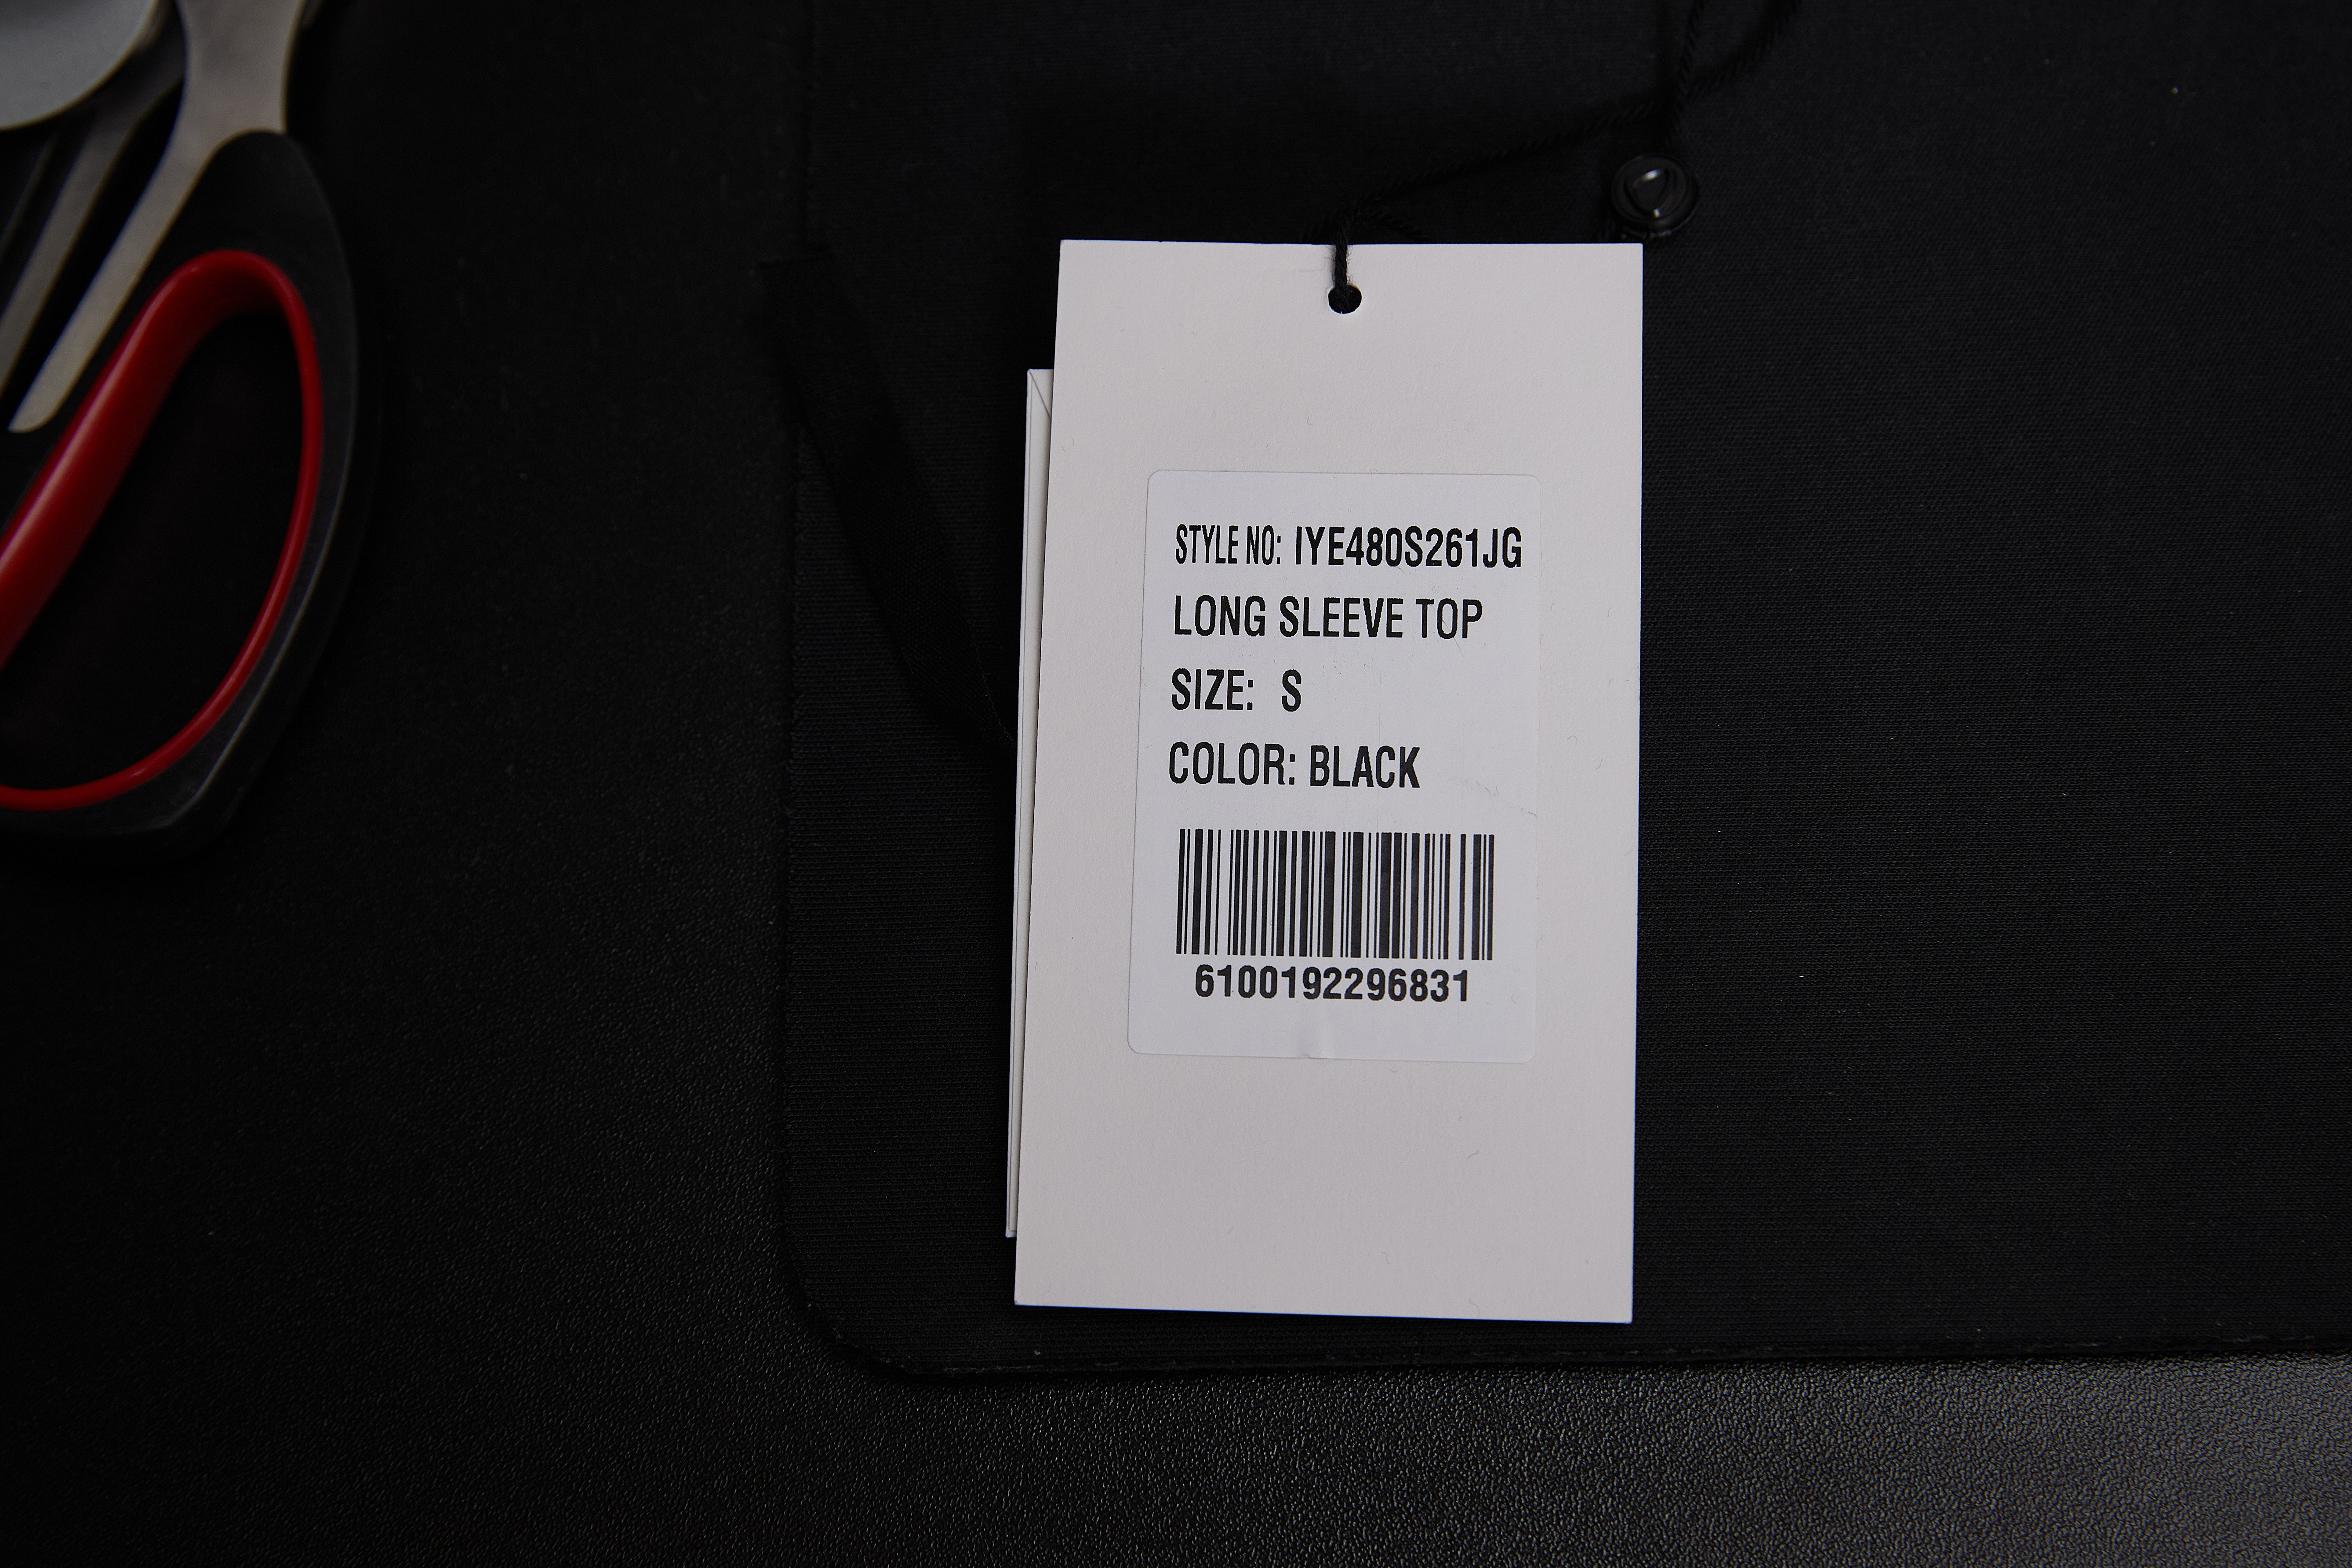 STYLE NO: IYE480S261JG
LONG SLEEVE TOP
SIZE: S
COLOR: BLACK
6100192296831